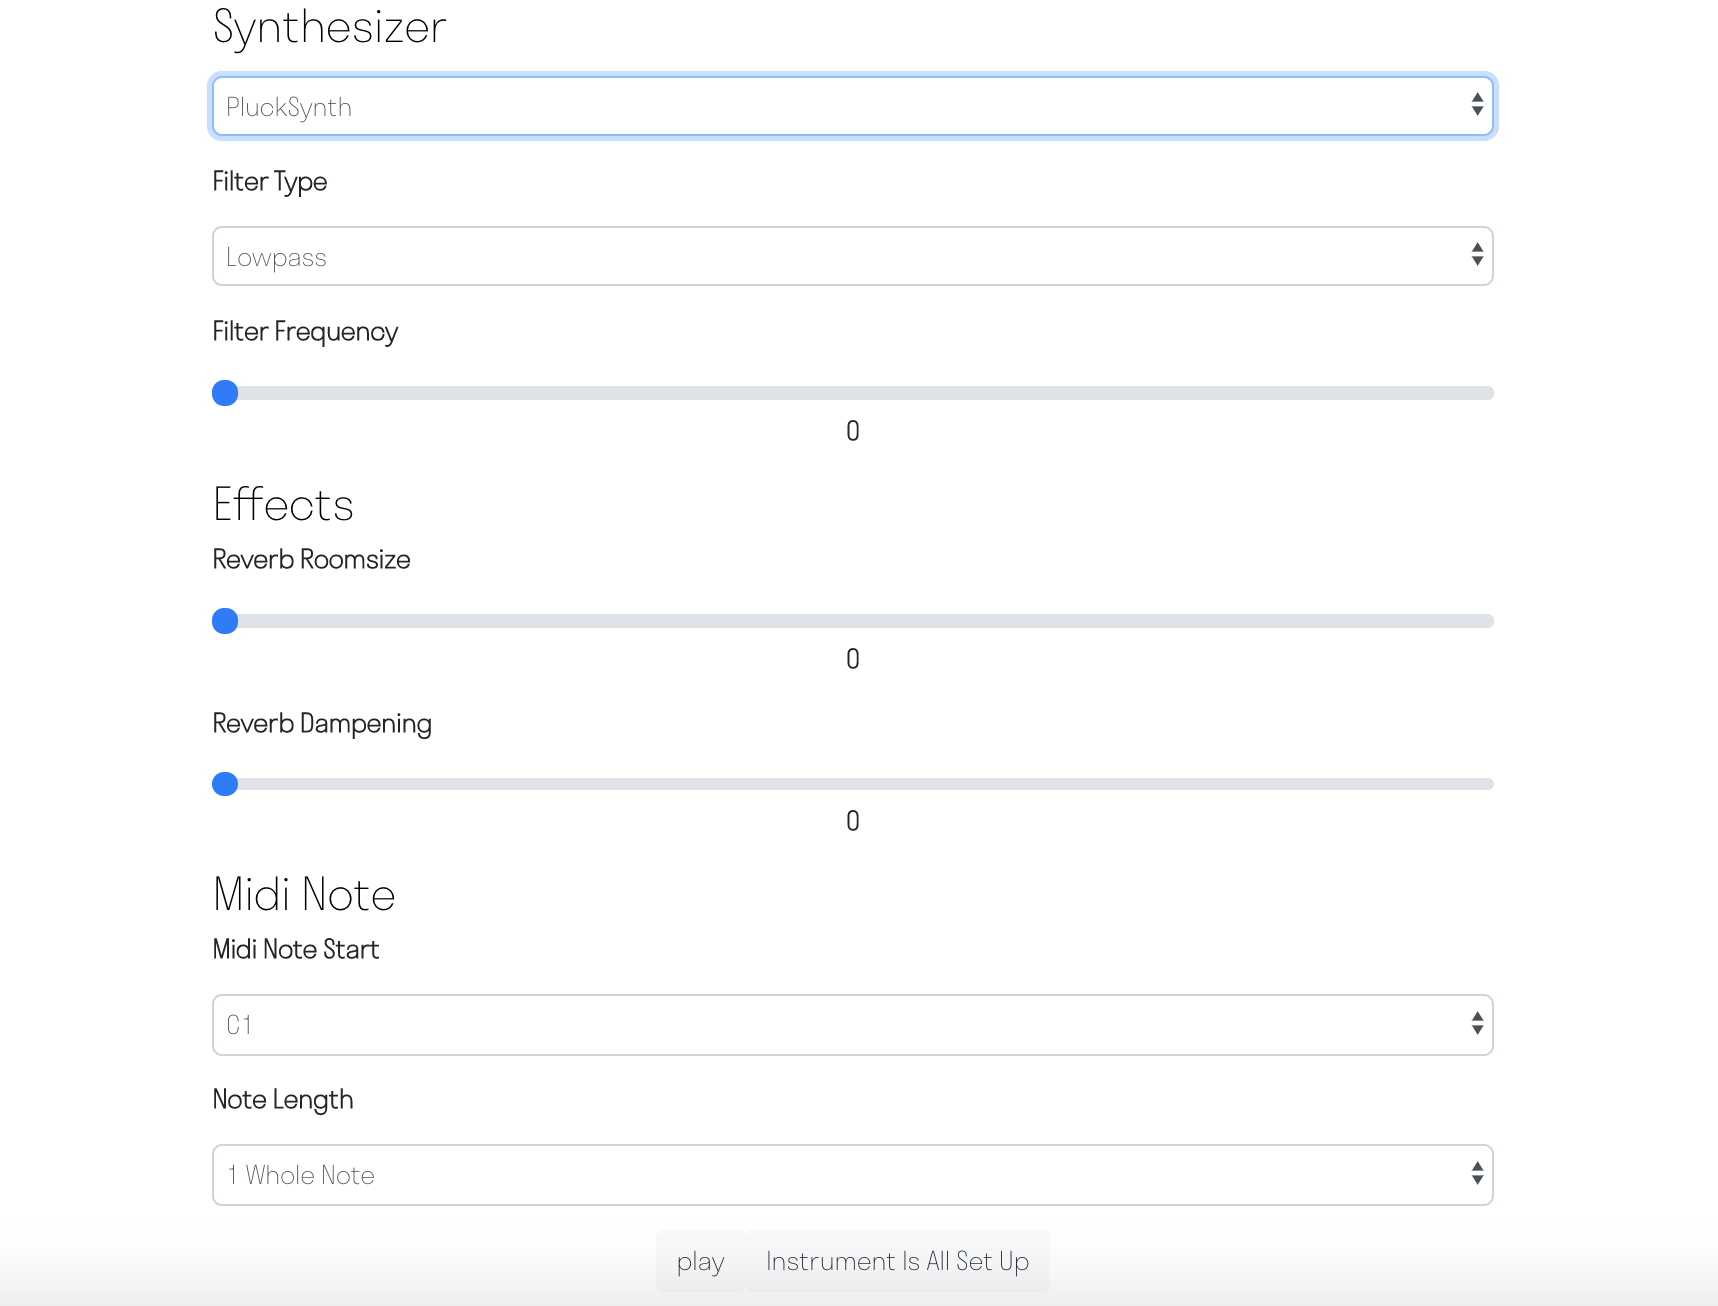 Synthesizer
PluckSynth
Filter Type
Lowpass
Filter Frequency
0
Effects
Reverb Roomsize
0
Reverb Dampening
0
Midi Note
Midi Note Start
C1
Note Length
1 Whole Note
play Instrument Is All Set Up